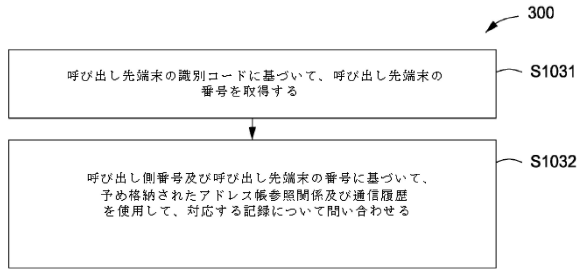 300
呼び出し先端末の識別コードに基づいて、呼び出し先端末の
番号を取得する
S1031
呼び出し側番号及び呼び出し先端末の番号に基づいて、
予め格納されたアドレス帳参照関係及び通信履歴
を使用して、対応する記録について問い合わせる
S1032